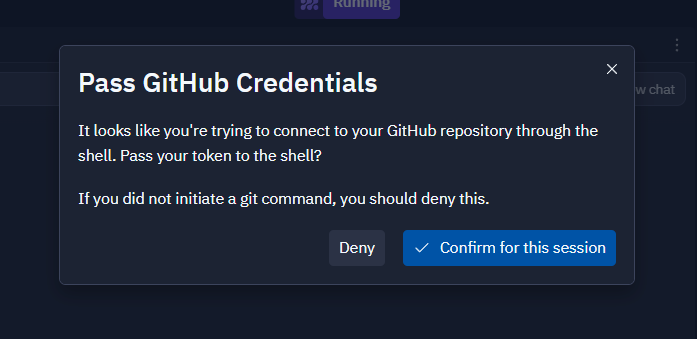 Running
w chat
Pass GitHub Credentials
It looks like you're trying to connect to your GitHub repository through the
shell. Pass your token to the shell?
If you did not initiate a git command, you should deny this.
Deny
Confirm for this session